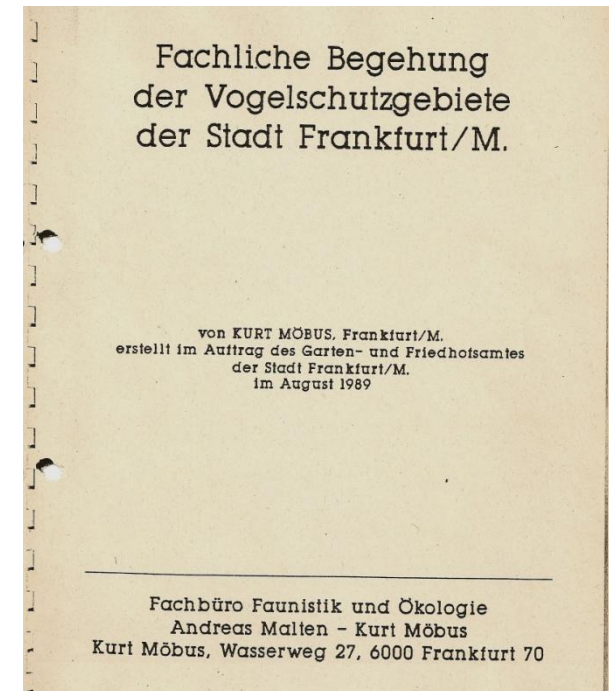 Fachliche Begehung
der Vogelschutzgebiete
der Stadt Frankfurt/M.
von KURT MÖBUS, Frankfurt/M.
erstellt im Auftrag des Garten- und Friedhofsamtes
der Stadt Frankfurt/M.
im August 1989
Fachbüro Faunistik und Ökologie
Andreas Malten - Kurt Möbus
Kurt Möbus, Wasserweg 27, 6000 Frankfurt 70